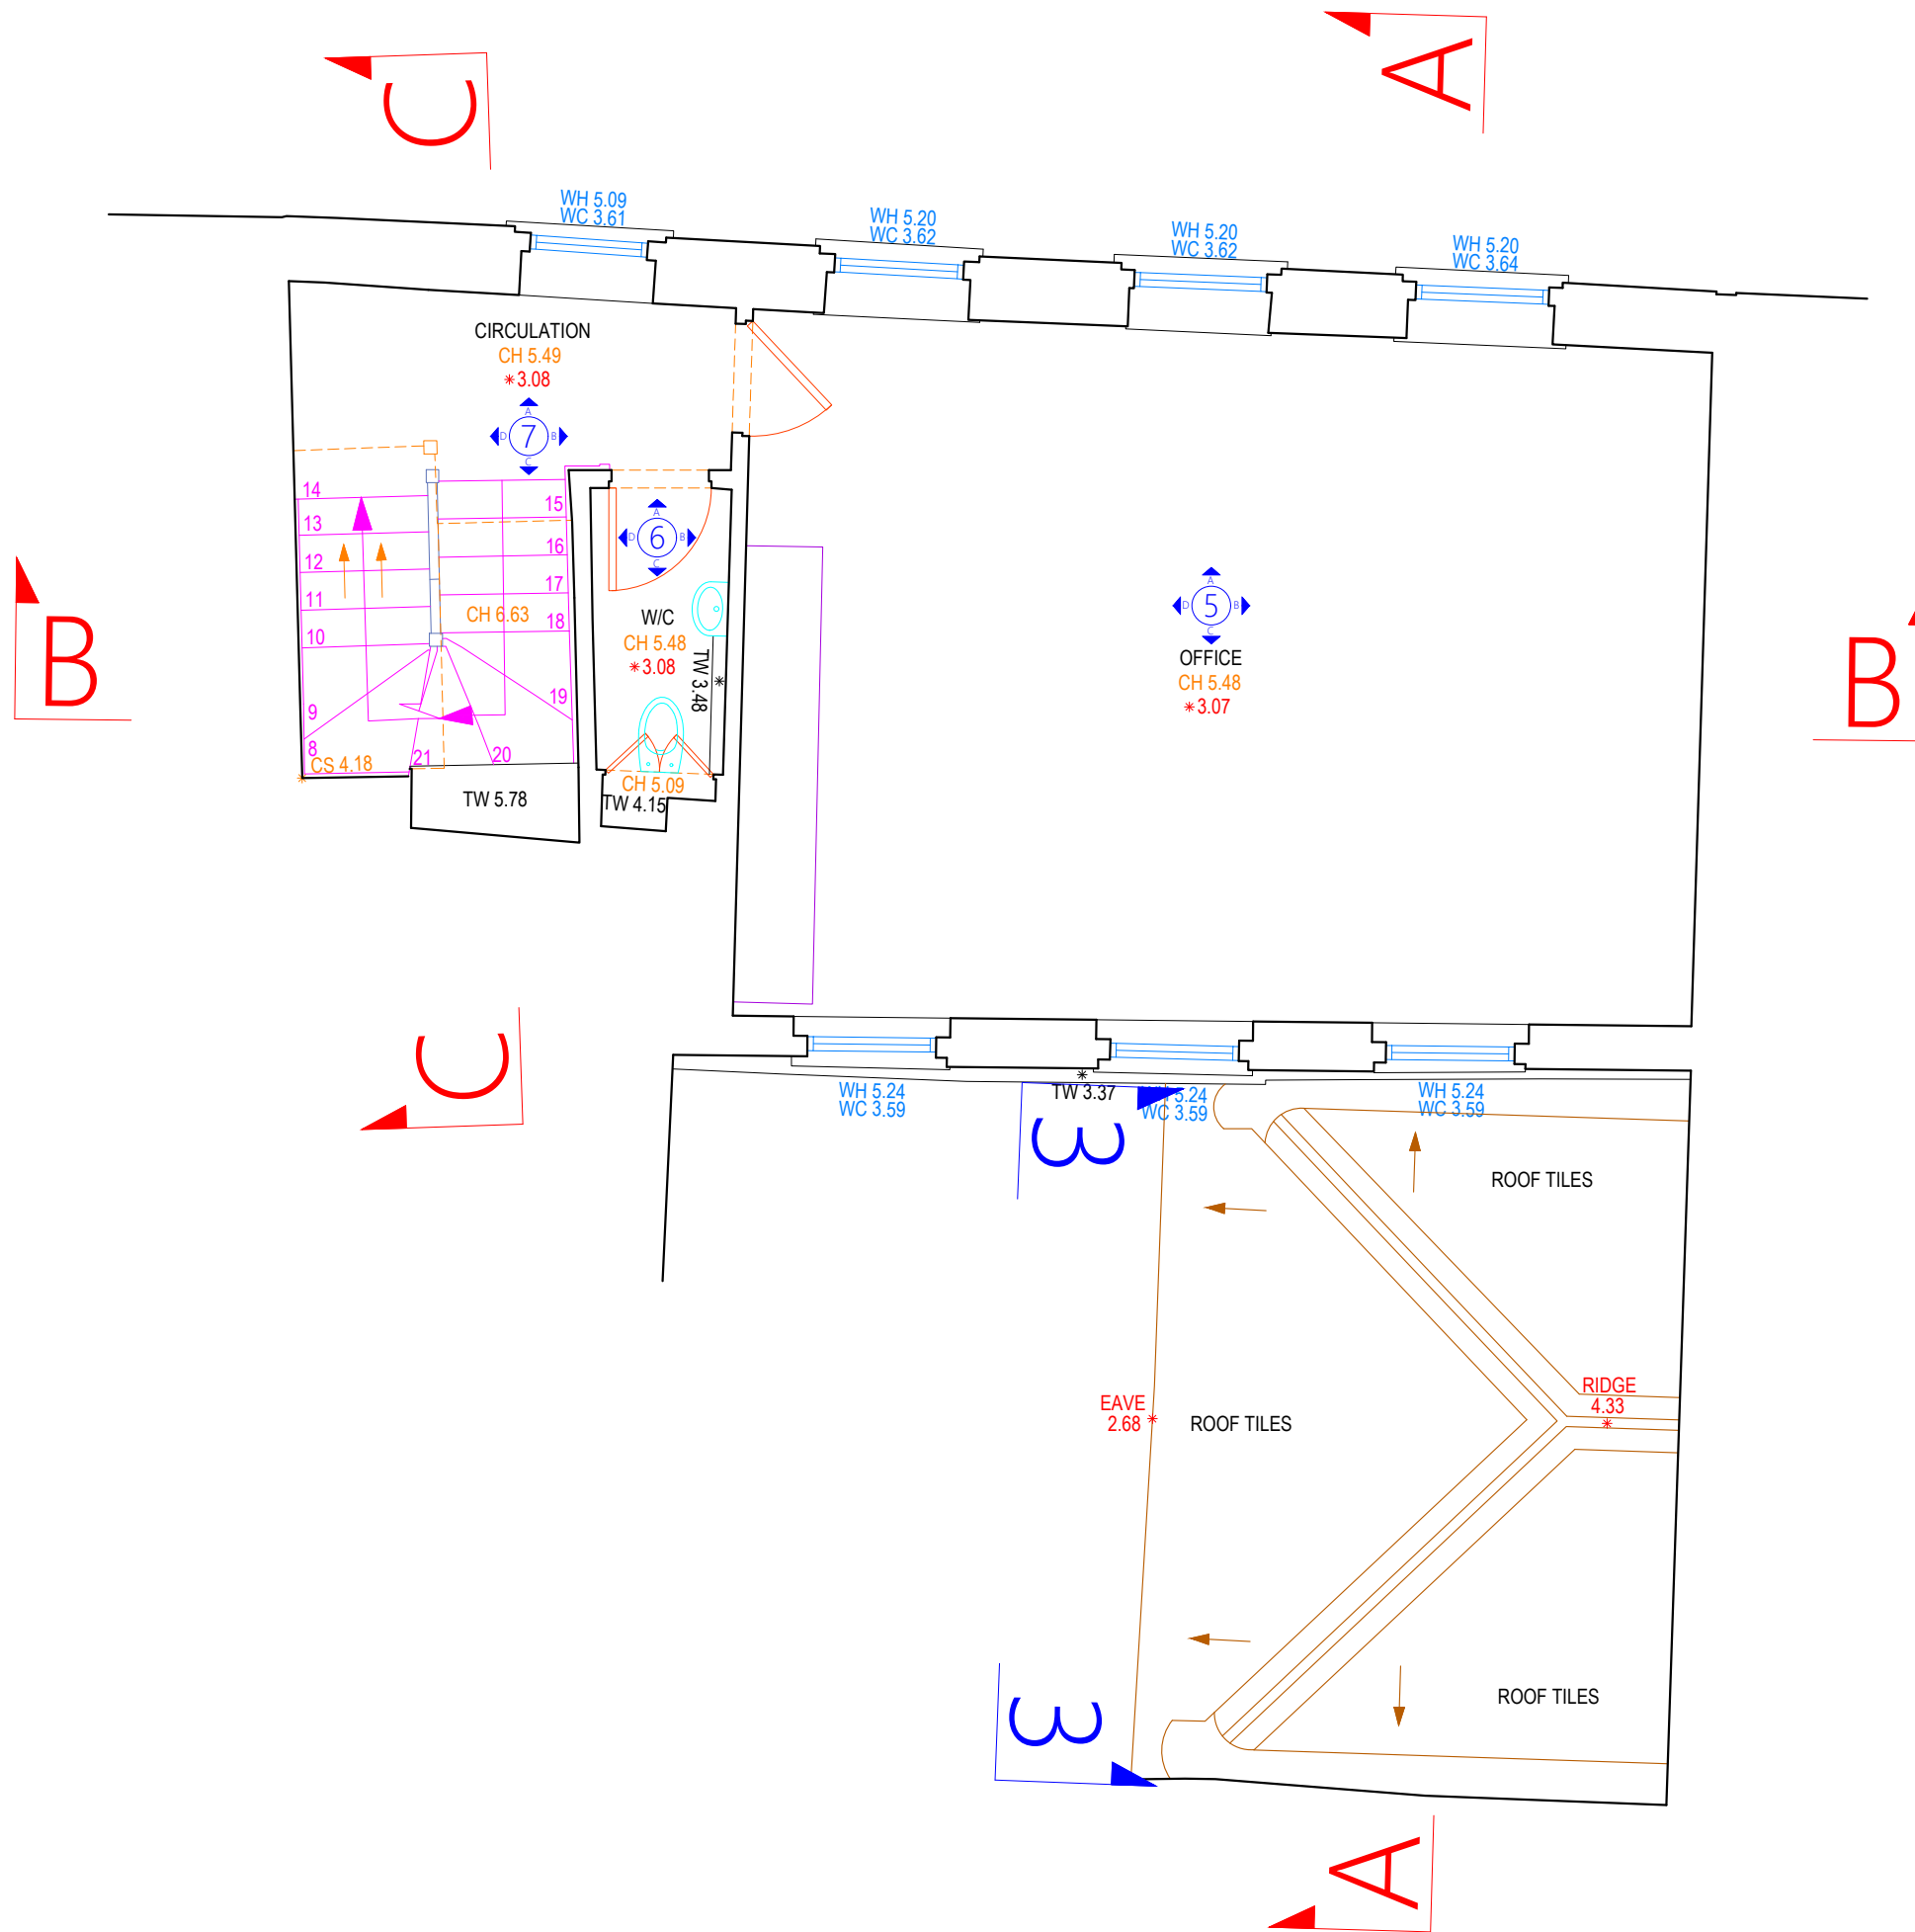 C
A
WH 5.09
WC 3.61
WH 5.20
WC 3.62
WH 5.20
WC 3.62
WH 5.20
WC 3.64
CIRCULATION
CH 5.49
*3.08
A
D 7 B
C
14
13
12
11
10
9
8
15
16
17
18
19
20
21
CH 6.63
CS 4.18
TW 5.78
A
D 6 B
C
W/C
CH 5.48
*3.08
TW 3.48
*
CH 5.09
TW 4.15
A
D 5 B
C
OFFICE
CH 5.48
*3.07
B
B
C
WH 5.24
WC 3.59
*
TW 3.37
WH 5.24
WC 3.59
WH 5.24
WC 3.59
3
ROOF TILES
EAVE
2.68 *
ROOF TILES
RIDGE
4.33
*
ROOF TILES
3
A